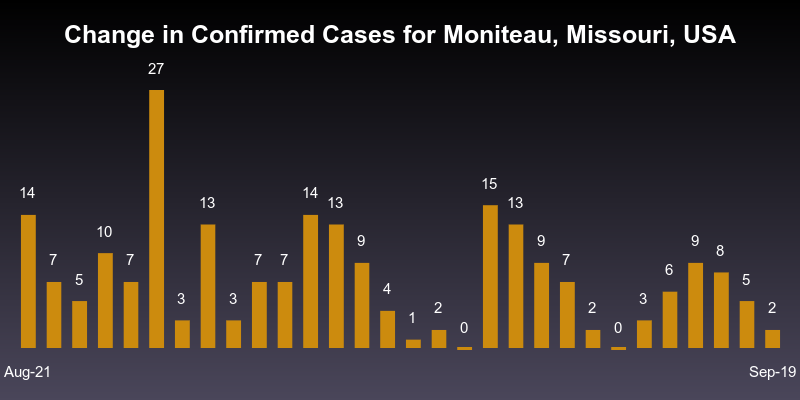 Change in Confirmed Cases for Moniteau, Missouri, USA
27
15
14 14
13 13 13
10
9 9 9
7 7 7 7 7 8
5 6 5
3 3 4 1 2 0 2 0 3 2
Aug-21 Sep-19